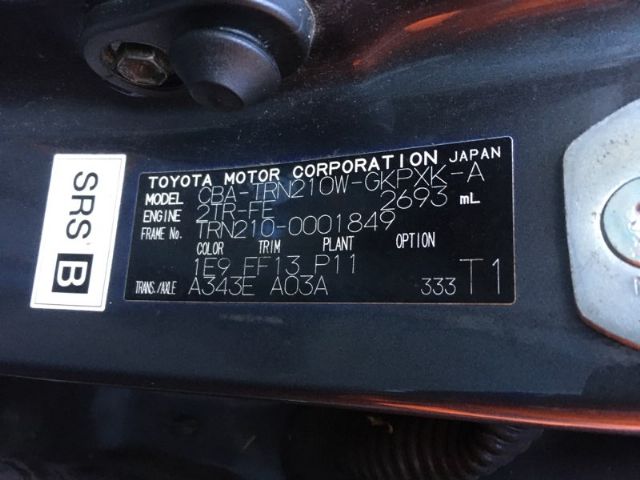 TOYOTA MOTOR CORPORATION JAPAN
MODEL CBA-TRN210W-GKPXK-A
ENGINE 2TR-FE 2693 mL
FRAME No. TRN210-0001849
COLOR TRIM PLANT OPTION
1E9 FF13 P11
TRANS./AXLE A343E A03A 333 T1
SRS B